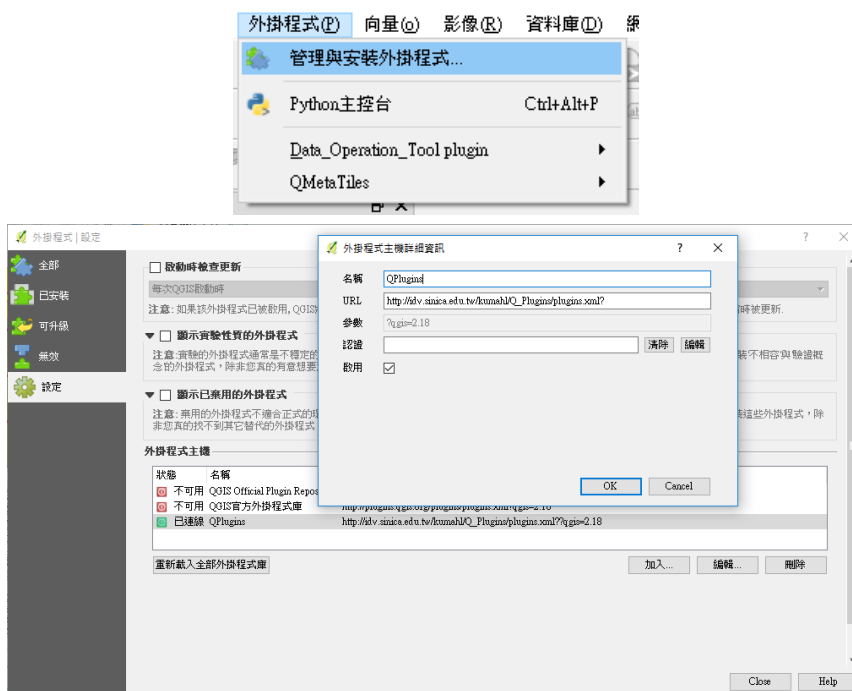 外掛程式(P) 向量(o) 影像(R) 資料庫(D)
管理與安裝外掛程式...
Python主控台 Ctrl+Alt+P
Data_Operation_Tool plugin
QMetaTiles
外掛程式 | 設定
全部
已安裝
可升級
無效
設定
啟動時檢查更新
每次QGIS啟動時
注意: 如果該外掛程式已被啟用, QGIS
時被更新.
顯示實驗性質的外掛程式
注意:實驗的外掛程式通常是不穩定的
裝'不相容'與'驗證概
念'的外掛程式，除非您真的有意想要
顯示已棄用的外掛程式
注意: 棄用的外掛程式不適合正式的
裝這些外掛程式，除
非您真的找不到其它替代的外掛程式
外掛程式主機
狀態 名稱
不可用 QGIS Official Plugin Repos
不可用 QGIS官方外掛程式庫 http://plugins.qgis.org/plugins/plugins.xml?qgis=2.18
已連線 QPlugins http://idv.sinica.edu.tw/kumahl/Q_Plugins/plugins.xml??qgis=2.18
重新載入全部外掛程式庫 加入... 編輯... 刪除
Close Help
外掛程式主機詳細資訊
名稱 QPlugins
URL http://idv.sinica.edu.tw/kumahl/Q_Plugins/plugins.xml?
參數 ?qgis=2.18
認證 清除 編輯
啟用
OK Cancel